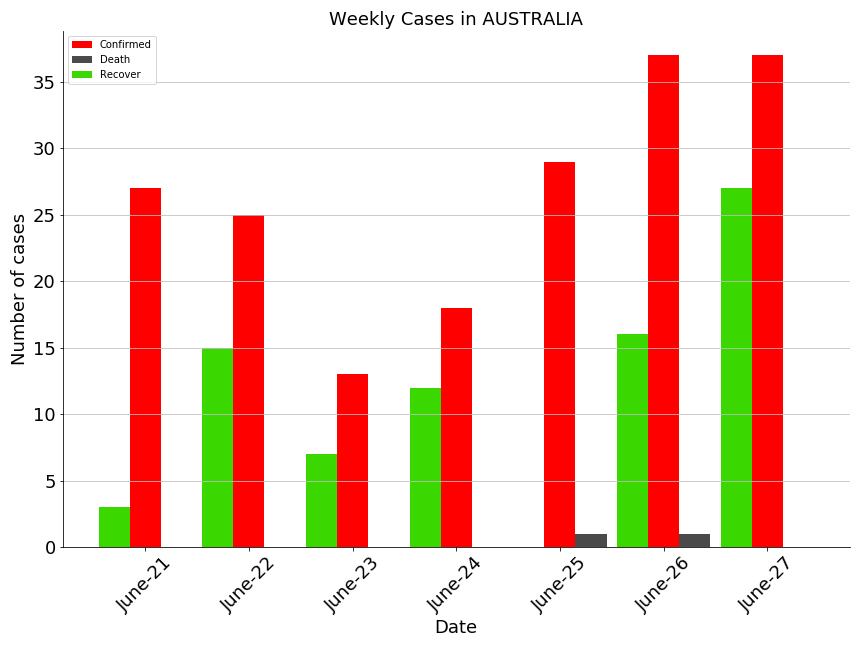 Weekly Cases in AUSTRALIA
Confirmed
Death
Recover
Number of cases
35
30
25
20
15
10
5
0
June-21
June-22
June-23
June-24
June-25
June-26
June-27
Date